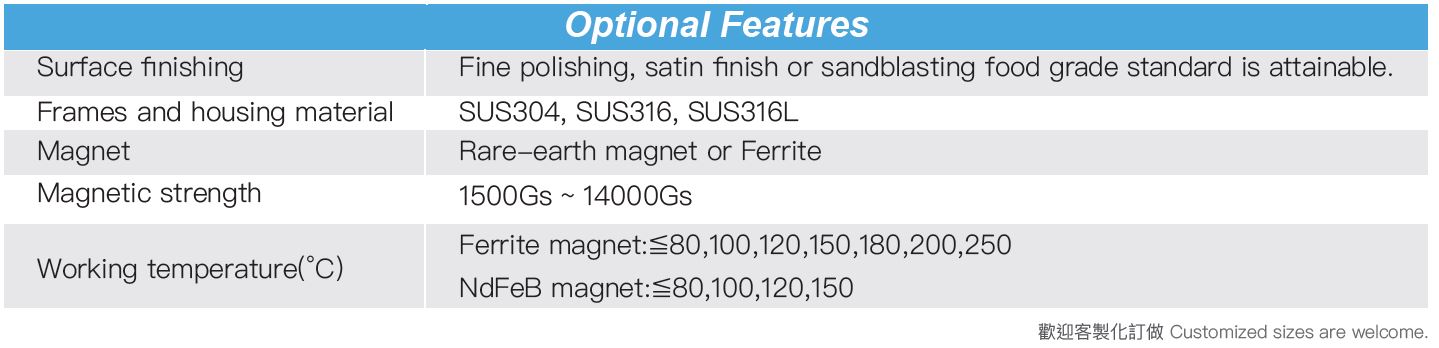 Optional Features
Surface finishing Fine polishing, satin finish or sandblasting food grade standard is attainable.
Frames and housing material SUS304, SUS316, SUS316L
Magnet Rare-earth magnet or Ferrite
Magnetic strength 1500Gs ~ 14000Gs
Working temperature(°C)
Ferrite magnet:≦80,100,120,150,180,200,250
NdFeB magnet:≦80,100,120,150
歡迎客製化訂做 Customized sizes are welcome.